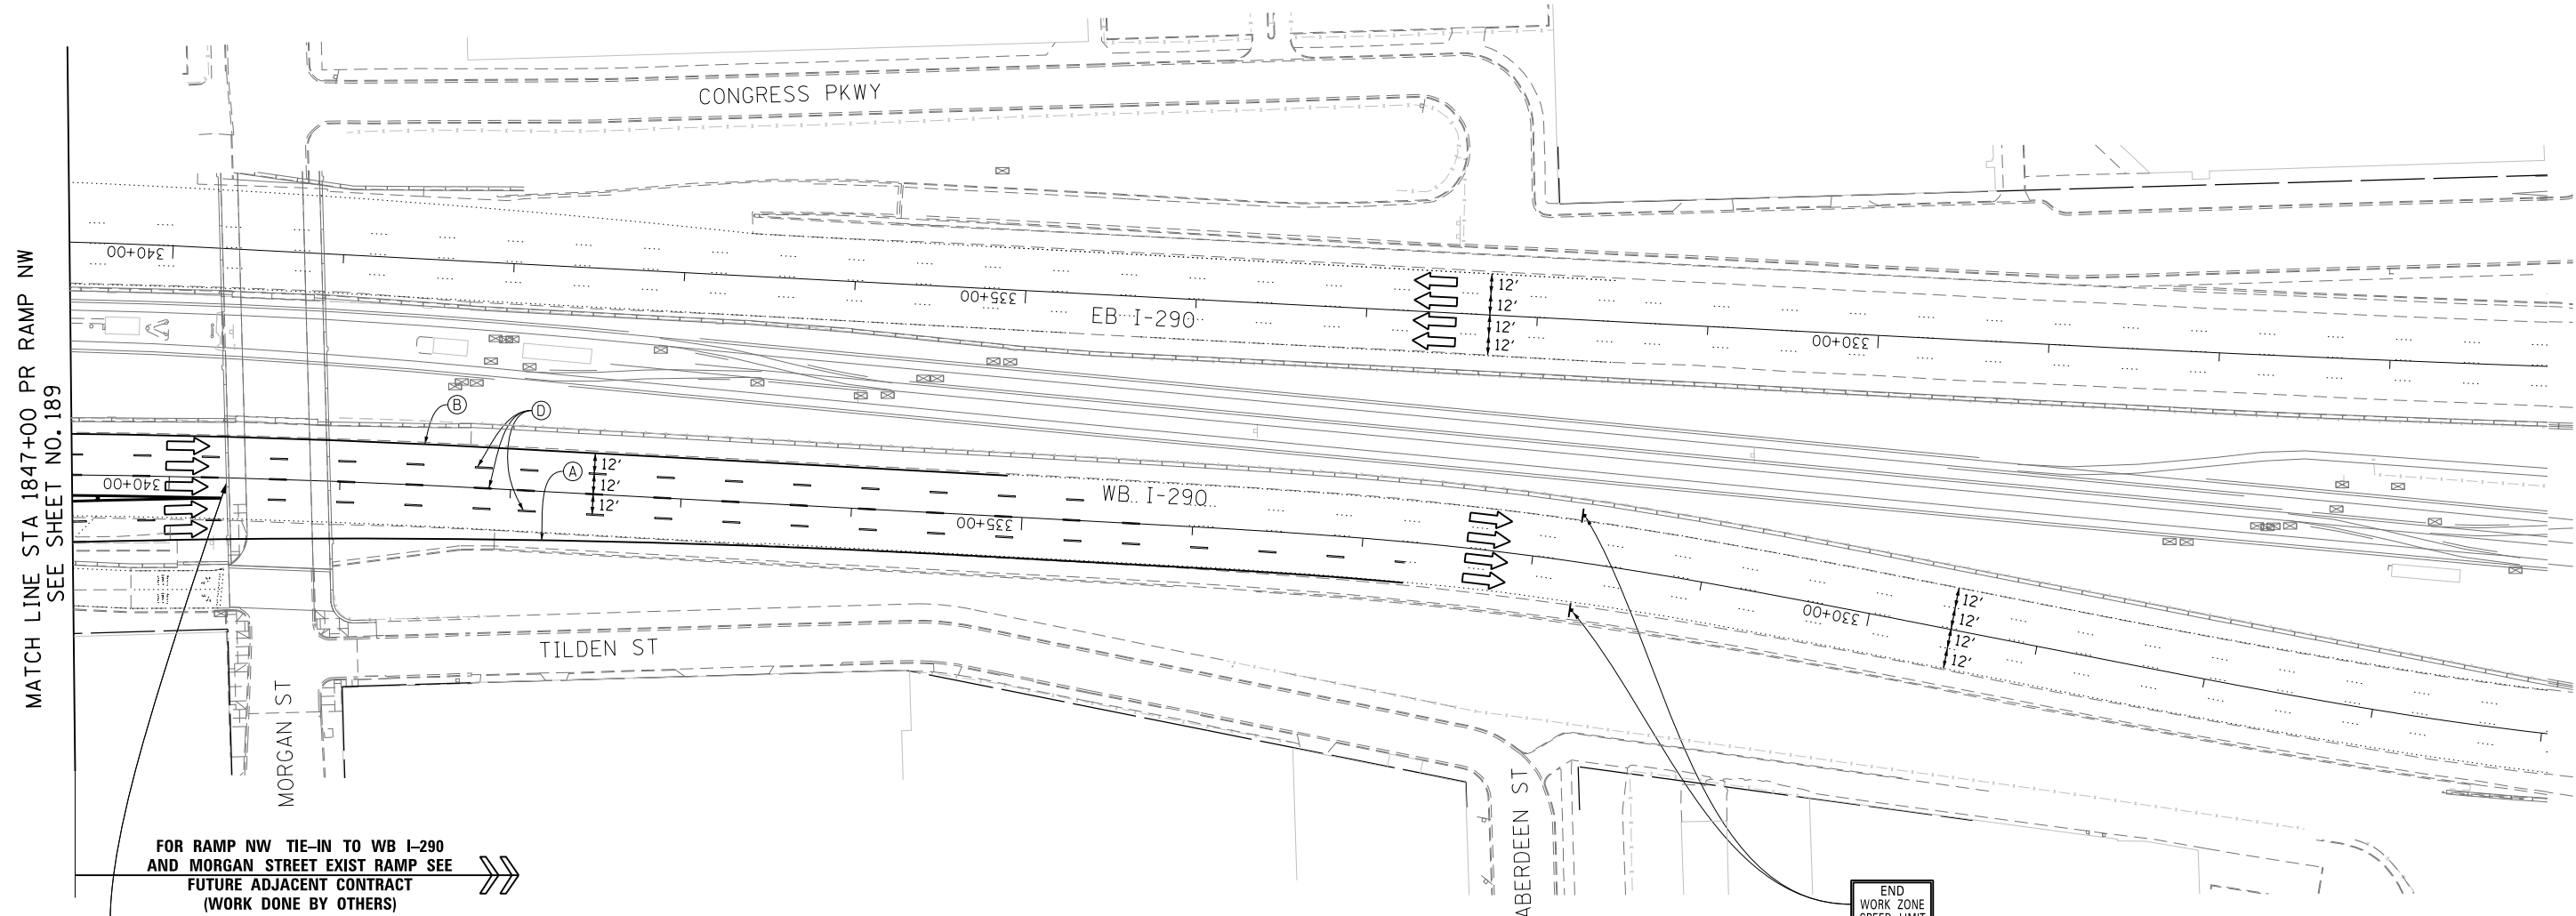 CONGRESS PKWY
MATCH LINE STA 1847+00 PR RAMP NW
SEE SHEET NO. 189
340+00
335+00
EB I-290
12'
12'
12'
12'
330+00
B
D
A
12'
12'
12'
340+00
WB I-290
335+00
330+00
12'
12'
12'
12'
TILDEN ST
MORGAN ST
ABERDEEN ST
FOR RAMP NW TIE-IN TO WB I-290
AND MORGAN STREET EXIST RAMP SEE
FUTURE ADJACENT CONTRACT
(WORK DONE BY OTHERS)
END
WORK ZONE
SPEED LIMIT